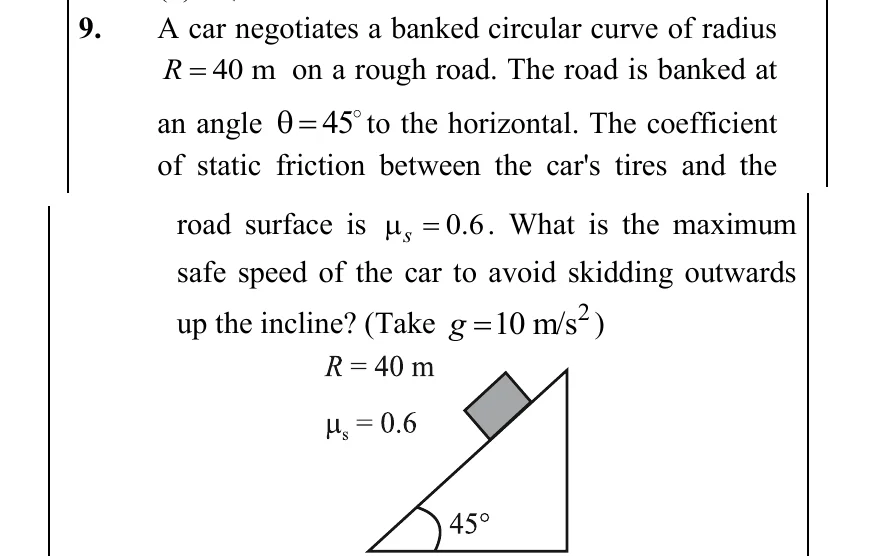 9. A car negotiates a banked circular curve of radius
R = 40 m on a rough road. The road is banked at
an angle θ = 45° to the horizontal. The coefficient
of static friction between the car's tires and the
road surface is μₛ = 0.6. What is the maximum
safe speed of the car to avoid skidding outwards
up the incline? (Take g = 10 m/s²)
R = 40 m
μₛ = 0.6
45°